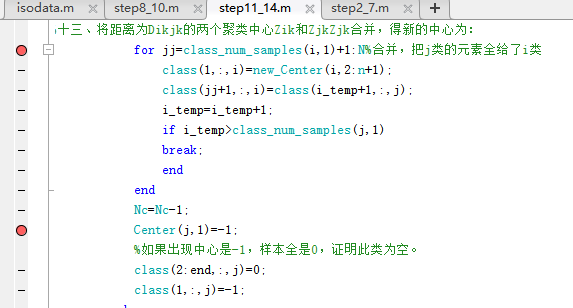 isodata.m × step8_10.m × step11_14.m × step2_7.m × +
十三、将距离为Dikjk的两个聚类中心Zik和ZjkZjk合并，得新的中心为：
for jj=class_num_samples(i,1)+1:N%合并，把j类的元素全给了i类
class(1,:,i)=new_Center(i,2:n+1);
class(jj+1,:,i)=class(i_temp+1,:,j);
i_temp=i_temp+1;
if i_temp>class_num_samples(j,1)
break;
end
end
Nc=Nc-1;
Center(j,1)=-1;
%如果出现中心是-1，样本全是0，证明此类为空。
class(2:end,:,j)=0;
class(1,:,j)=-1;